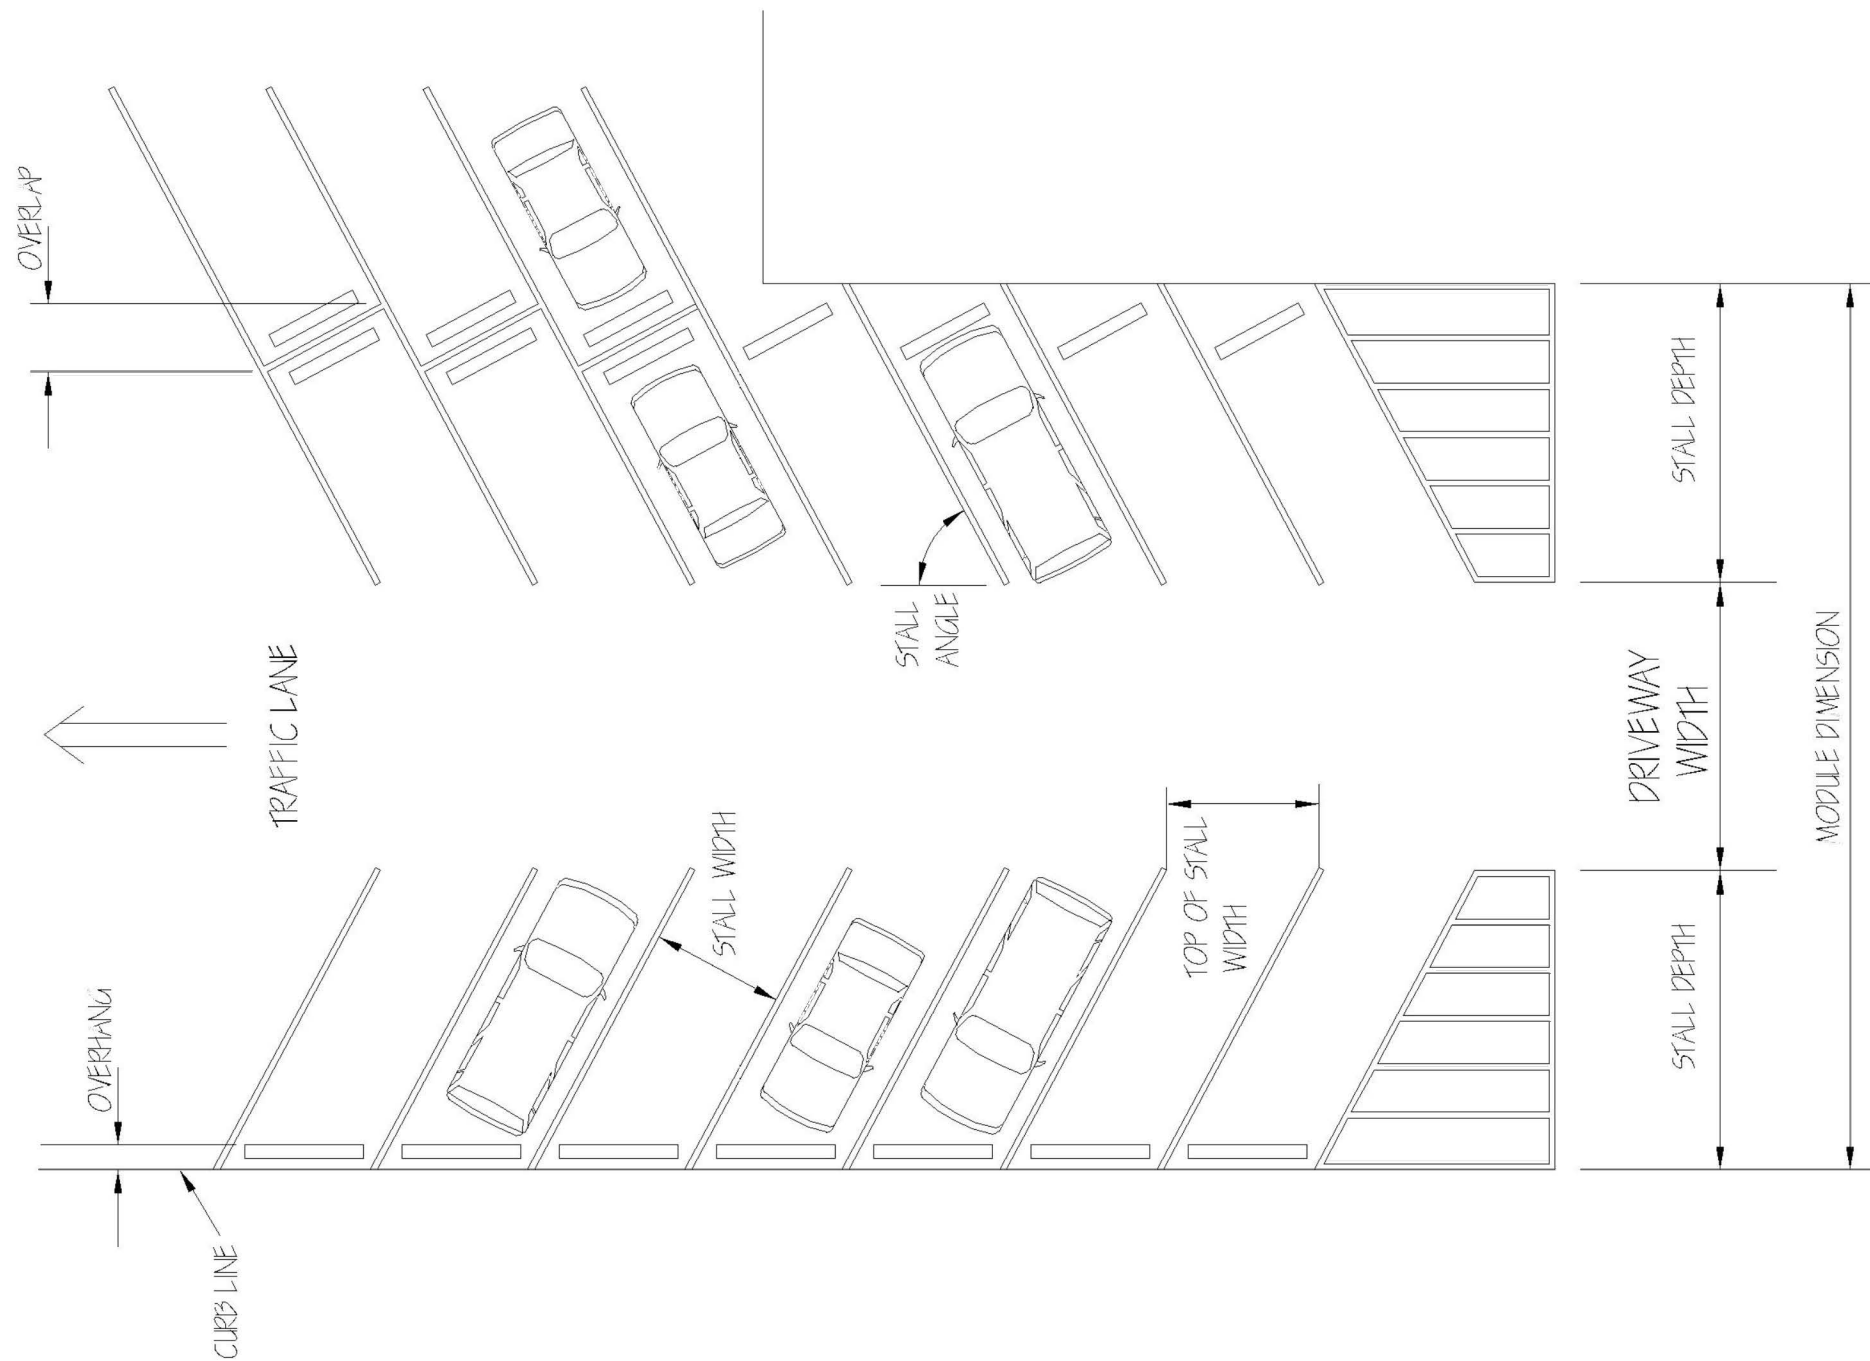 OVERLAP
TRAFFIC LANE
OVERHANG
CURB LINE
STALL WIDTH
STALL
ANGLE
TOP OF STALL
WIDTH
STALL DEPTH
DRIVEWAY
WIDTH
STALL DEPTH
MODULE DIMENSION